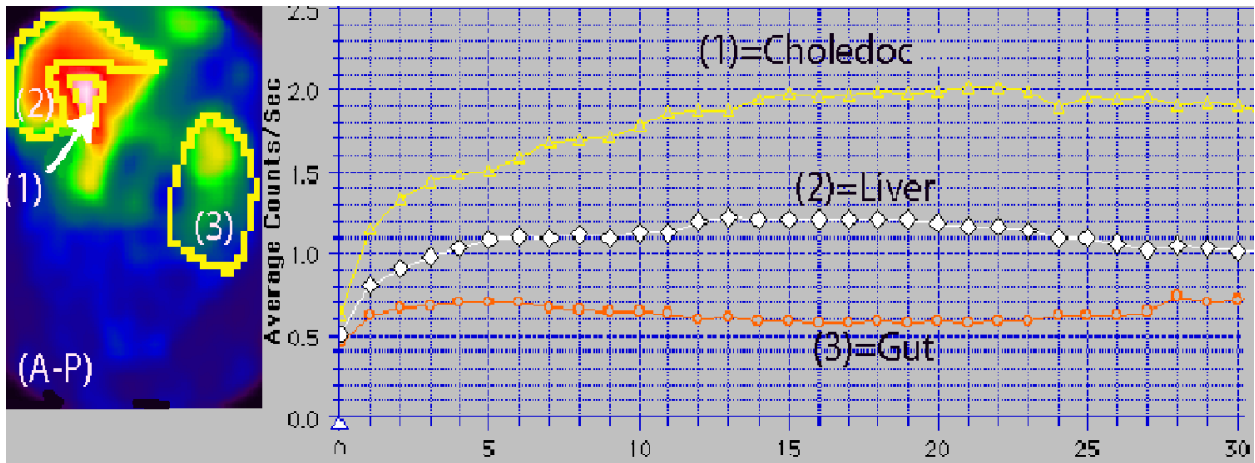 (2)
(1)
(3)
(A-P)
Average Counts/Sec
2.5
2.0
1.5
1.0
0.5
0.0
(1)=Choledoc
(2)=Liver
(3)=Gut
0 5 10 15 20 25 30